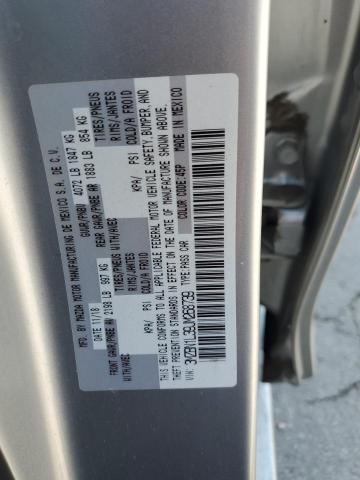 MFD. BY MAZDA MOTOR MANUFACTURING DE MEXICO S.A. DE C.V.
DATE: 11/18 GVWR/PNBV 4072 LB 1847 KG
FRONT GAWR/PNBE AV 2199 LB 997 KG REAR GAWR/PNBE AR 1883 LB 854 KG
WITH/AVEC TIRES/PNEUS WITH/AVEC TIRES/PNEUS
RIMS/JANTES RIMS/JANTES
KPA/ PSI COLD/A FROID KPA/ PSI COLD/A FROID
THIS VEHICLE CONFORMS TO ALL APPLICABLE FEDERAL MOTOR VEHICLE SAFETY, BUMPER, AND
THEFT PREVENTION STANDARDS IN EFFECT ON THE DATE OF MANUFACTURE SHOWN ABOVE.
VIN: TYPE: PASS CAR COLOR CODE: 45P MADE IN MEXICO